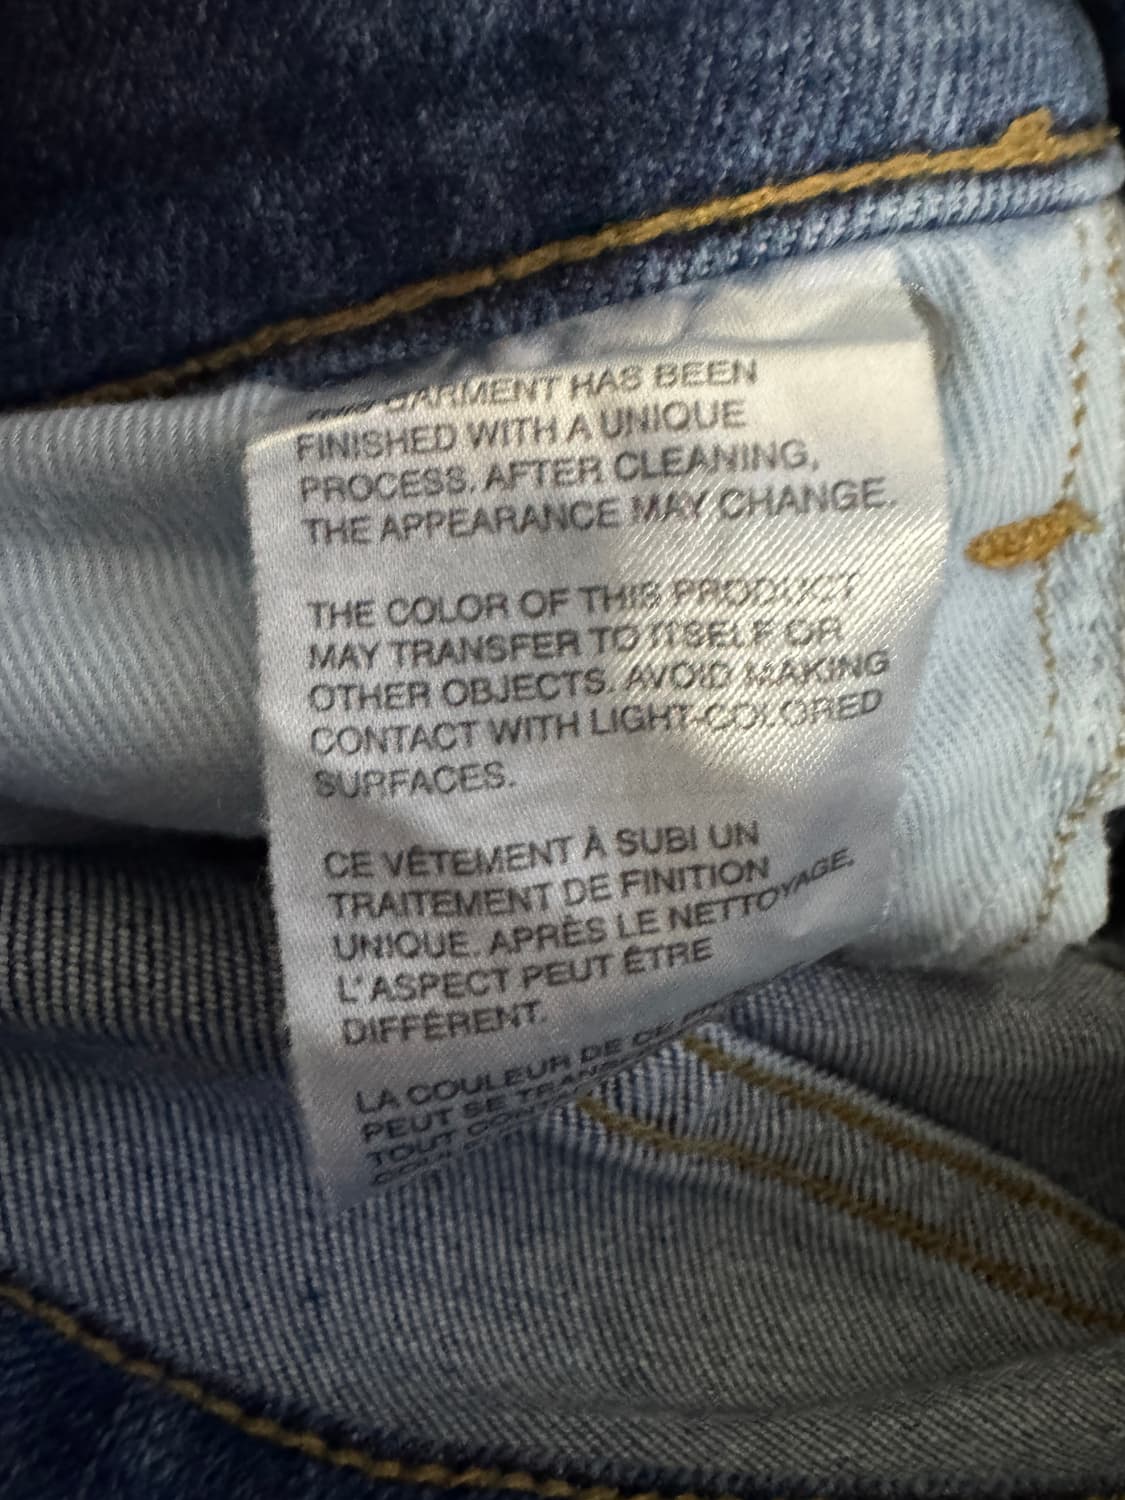 THIS GARMENT HAS BEEN
FINISHED WITH A UNIQUE
PROCESS. AFTER CLEANING,
THE APPEARANCE MAY CHANGE.
THE COLOR OF THIS PRODUCT
MAY TRANSFER TO ITSELF OR
OTHER OBJECTS. AVOID MAKING
CONTACT WITH LIGHT-COLORED
SURFACES.
CE VÊTEMENT À SUBI UN
TRAITEMENT DE FINITION
UNIQUE. APRÈS LE NETTOYAGE,
L'ASPECT PEUT ÊTRE
DIFFÉRENT.
LA COULEUR DE CE
PEUT SE
TOUT